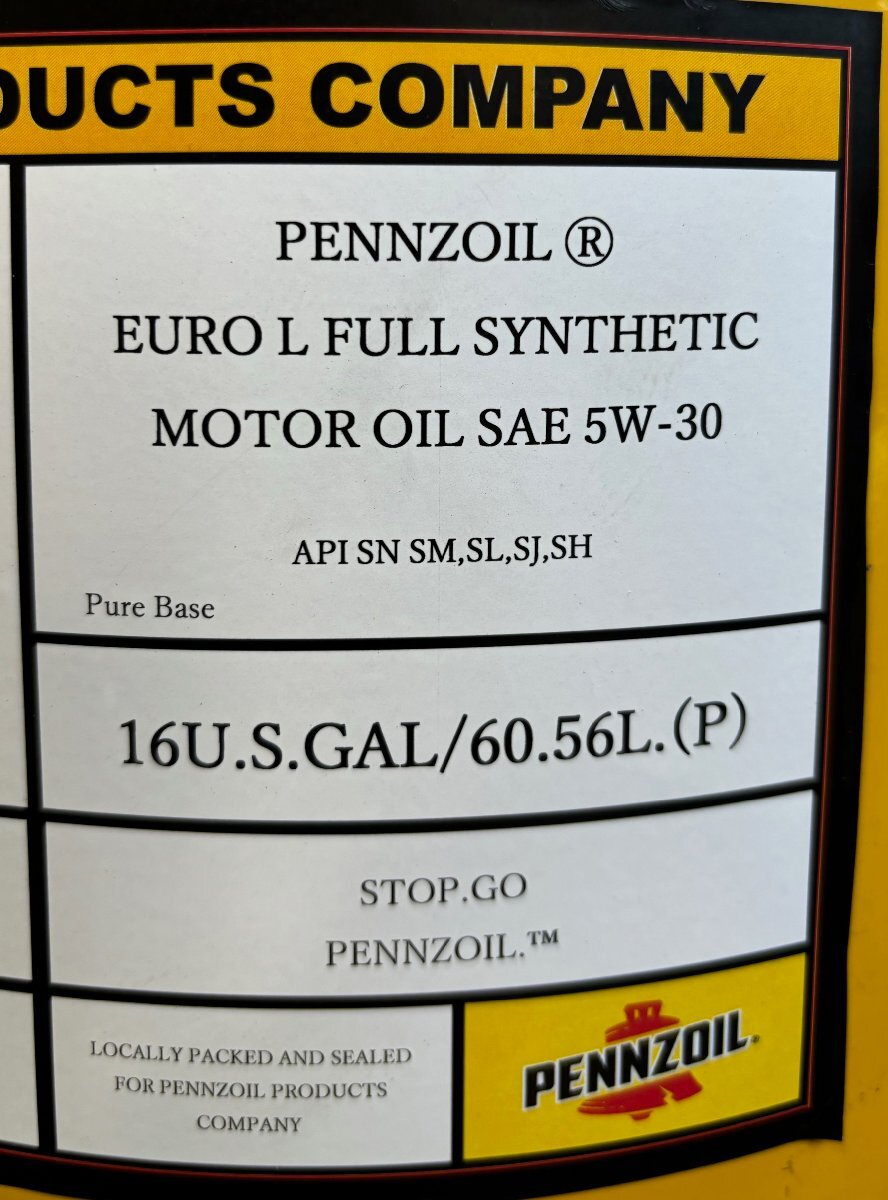 DUCTS COMPANY
PENNZOIL ®
EURO L FULL SYNTHETIC
MOTOR OIL SAE 5W-30
API SN SM,SL,SJ,SH
Pure Base
16U.S.GAL/60.56L.(P)
STOP.GO
PENNZOIL.™
LOCALLY PACKED AND SEALED
FOR PENNZOIL PRODUCTS
COMPANY
PENNZOIL®